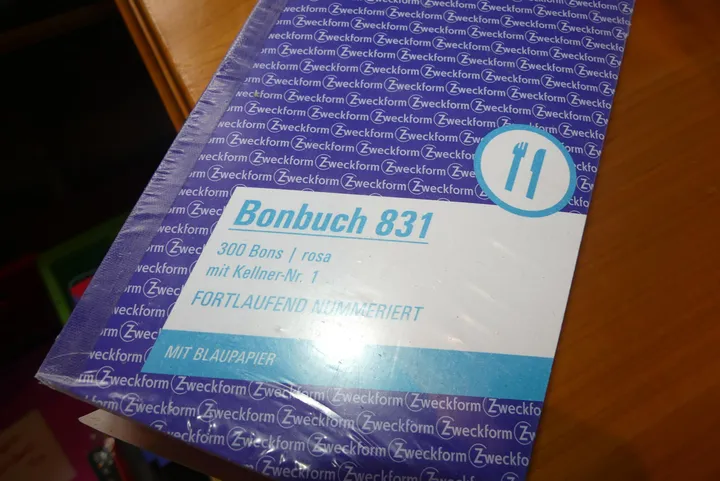 Zweckform
Bonbuch 831
300 Bons | rosa
mit Kellner-Nr. 1
FORTLAUFEND NUMMERIERT
MIT BLAUPAPIER